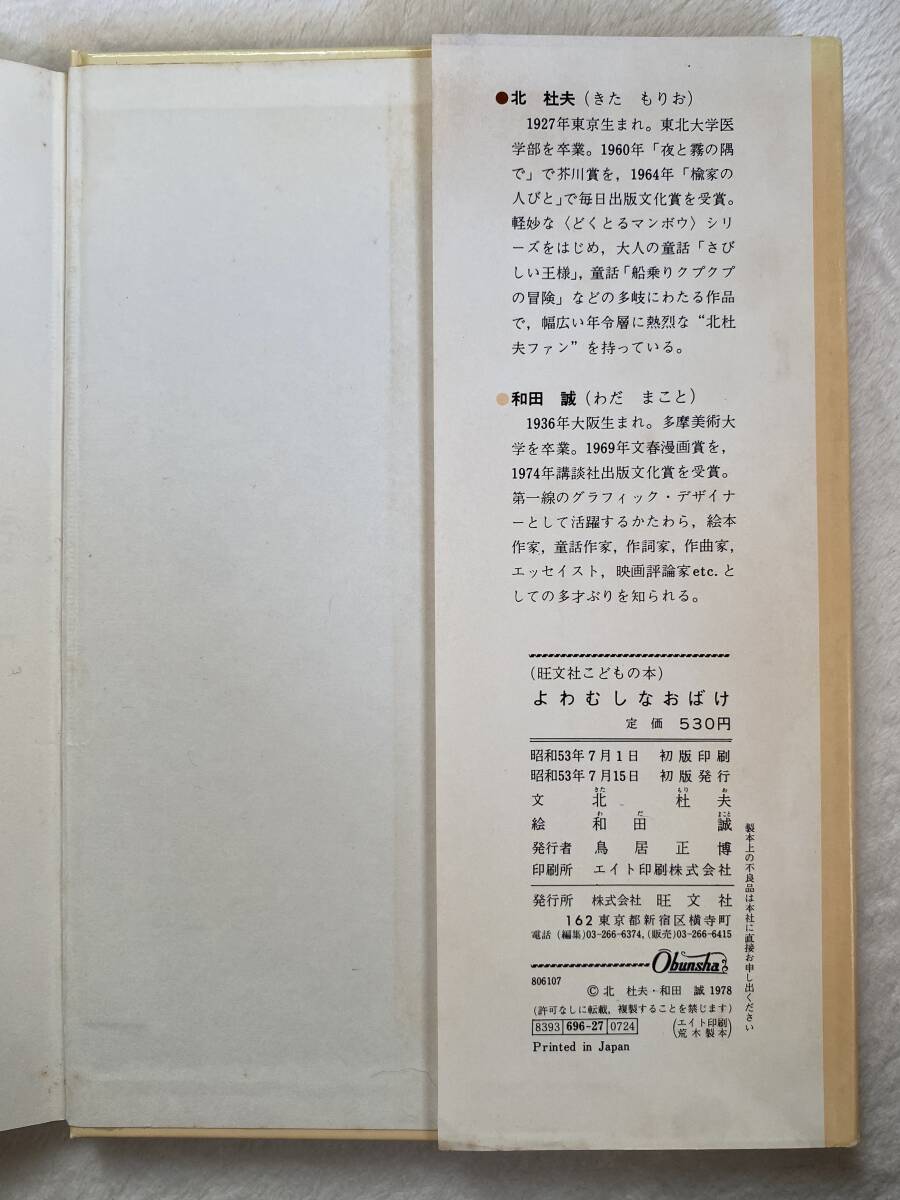 ●北　杜夫（きた　もりお）
1927年東京生まれ。東北大学医
学部を卒業。1960年「夜と霧の隅
で」で芥川賞を，1964年「楡家の
人びと」で毎日出版文化賞を受賞。
軽妙な〈どくとるマンボウ〉シリ
ーズをはじめ，大人の童話「さび
しい王様」，童話「船乗りクプクプ
の冒険」などの多岐にわたる作品
で，幅広い年令層に熱烈な“北杜
夫ファン”を持っている。
●和田　誠（わだ　まこと）
1936年大阪生まれ。多摩美術大
学を卒業。1969年文春漫画賞を，
1974年講談社出版文化賞を受賞。
第一線のグラフィック・デザイナ
ーとして活躍するかたわら，絵本
作家，童話作家，作詞家，作曲家，
エッセイスト，映画評論家etc.と
しての多才ぶりを知られる。
（旺文社こどもの本）
よわむしなおばけ
定価　530円
昭和53年7月1日　初版印刷
昭和53年7月15日　初版発行
きた　もり　お
文　北　杜　夫
わ　だ　まこと
絵　和　田　誠
発行者　鳥居正博
印刷所　エイト印刷株式会社
発行所　株式会社　旺文社
162東京都新宿区横寺町
電話（編集）03-266-6374，（販売）03-266-6415
Obunsha
806107
©北　杜夫・和田　誠 1978
（許可なしに転載，複製することを禁じます）
8393 696-27 0724
（エイト印刷
荒木製本）
Printed in Japan
製本上の不良品は本社に直接お申し出ください